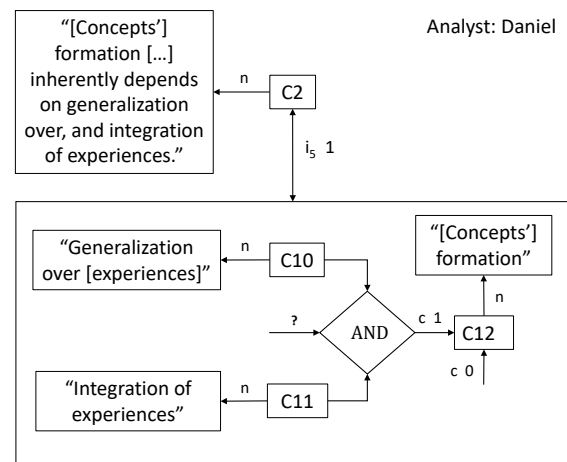 Analyst: Daniel
“[Concepts’]
formation […]
inherently depends
on generalization
over, and integration
of experiences.”
n
C2
i5 1
“Generalization
over [experiences]”
n
C10
“[Concepts’]
formation”
n
?
AND
c 1
C12
c 0
“Integration of
experiences”
n
C11